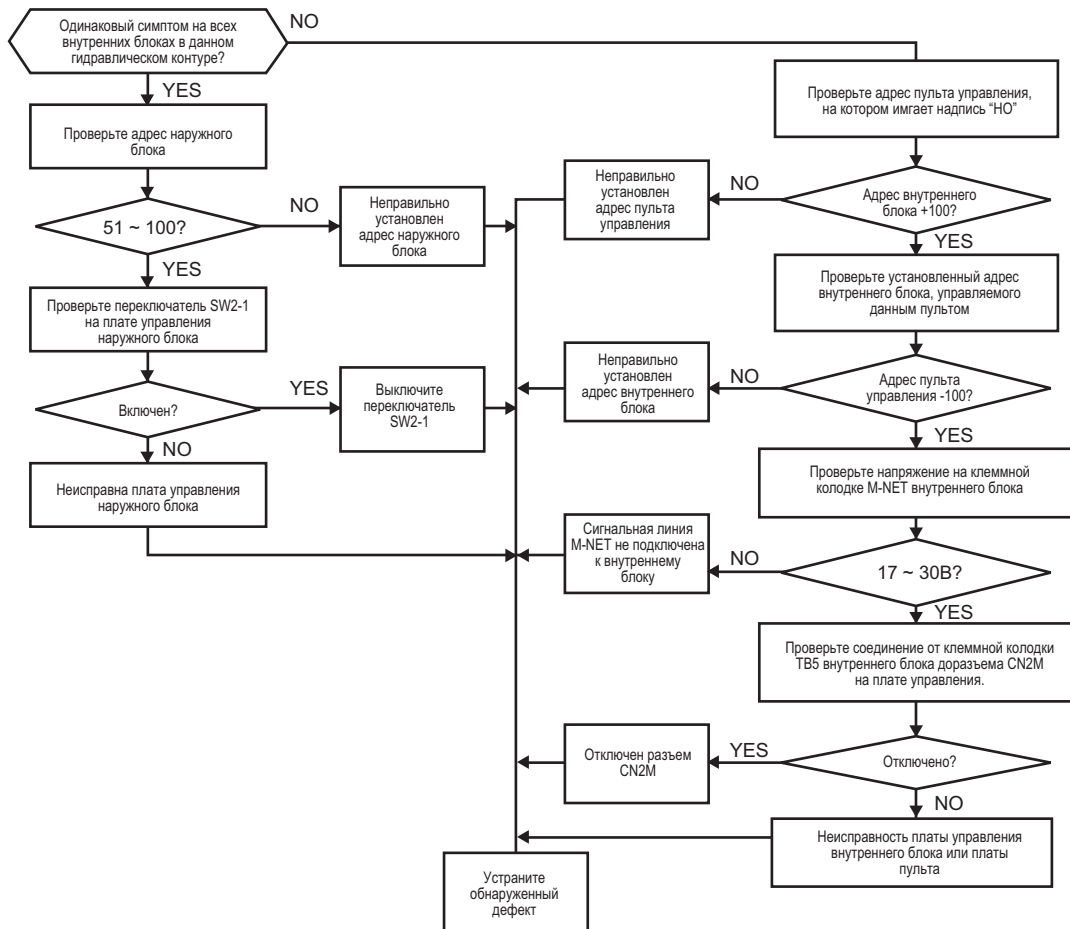 Одинаковый симптом на всех
внутренних блоках в данном
гидравлическом контуре?
NO
YES
Проверьте адрес наружного
блока
51 ~ 100?
NO
Неправильно
установлен
адрес наружного
блока
YES
Проверьте переключатель SW2-1
на плате управления
наружного блока
Включен?
YES
Выключите
переключатель
SW2-1
NO
Неисправна плата управления
наружного блока
Проверьте адрес пульта управления,
на котором имгает надпись “HO”
Адрес внутреннего
блока +100?
NO
Неправильно
установлен
адрес пульта
управления
YES
Проверьте установленный адрес
внутреннего блока, управляемого
данным пультом
Адрес пульта
управления -100?
NO
Неправильно
установлен
адрес внутреннего
блока
YES
Проверьте напряжение на клеммной
колодке M-NET внутреннего блока
17 ~ 30В?
NO
Сигнальная линия
M-NET не подключена
к внутреннему
блоку
YES
Проверьте соединение от клеммной колодки
TB5 внутреннего блока доразъема CN2M
на плате управления.
Отключено?
YES
Отключен разъем
CN2M
NO
Неисправность платы управления
внутреннего блока или платы
пульта
Устраните
обнаруженный
дефект